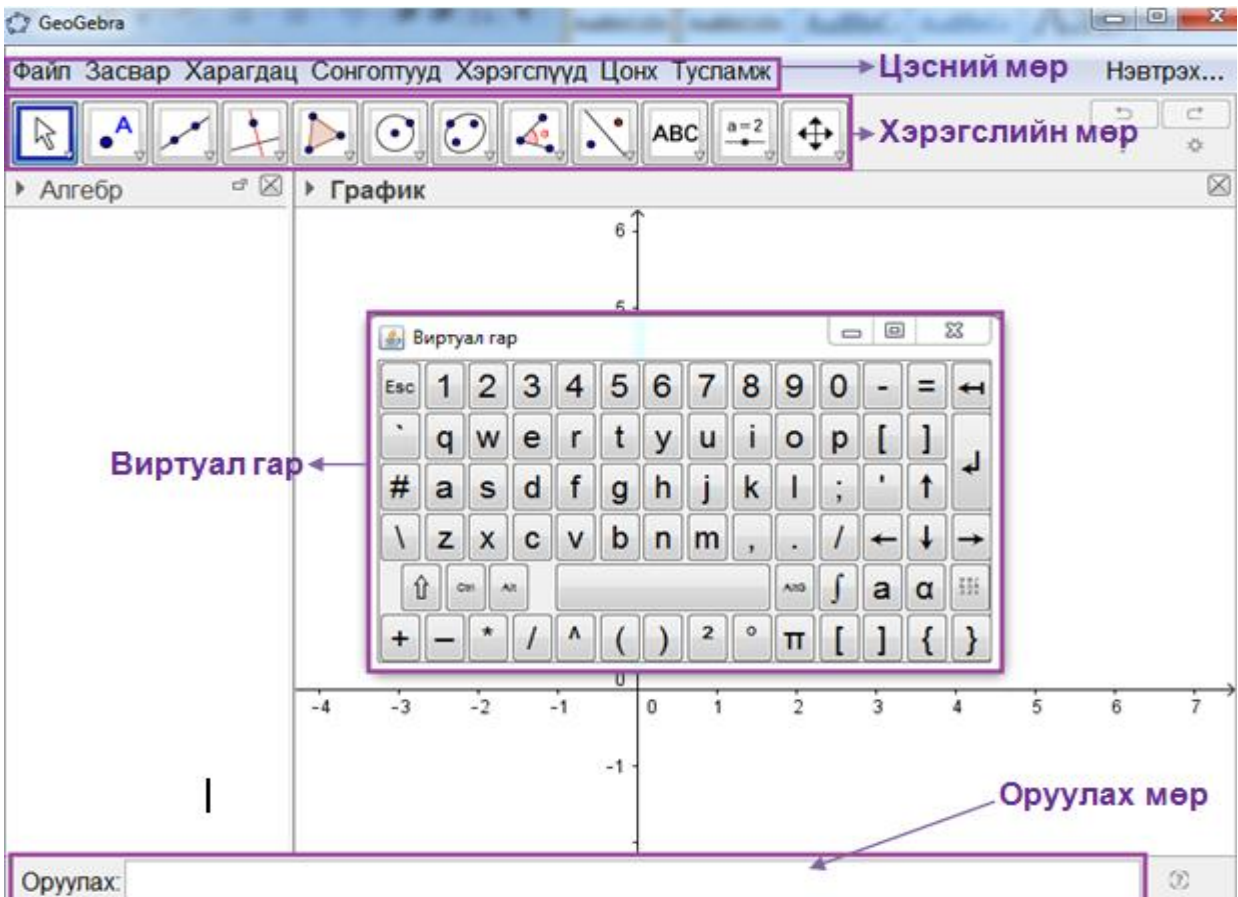 GeoGebra
Файл Засвар Харагдац Сонголтууд Хэрэгслүүд Цонх Тусламж
Цэсний мөр
Нэвтрэх...
A
α
ABC
a=2
Хэрэгслийн мөр
Алгебр
График
6
5
Виртуал гар
Esc 1 2 3 4 5 6 7 8 9 0 - =
` q w e r t y u i o p [ ]
Виртуал гар
# a s d f g h j k l ; '
\ z x c v b n m , . /
Ctrl Alt AltG ∫ a α
+ – * / ^ ( ) ² ° π [ ] { }
0
-4 -3 -2 -1 0 1 2 3 4 5 6 7
-1
Оруулах мөр
Оруулах: